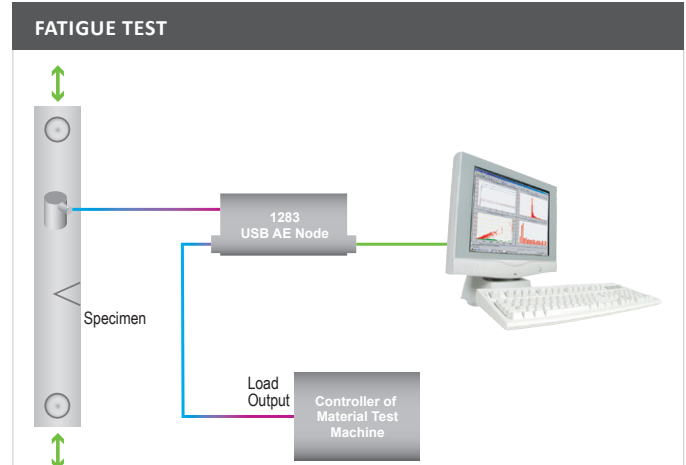 FATIGUE TEST
1283
USB AE Node
Specimen
Load
Output
Controller of
Material Test
Machine